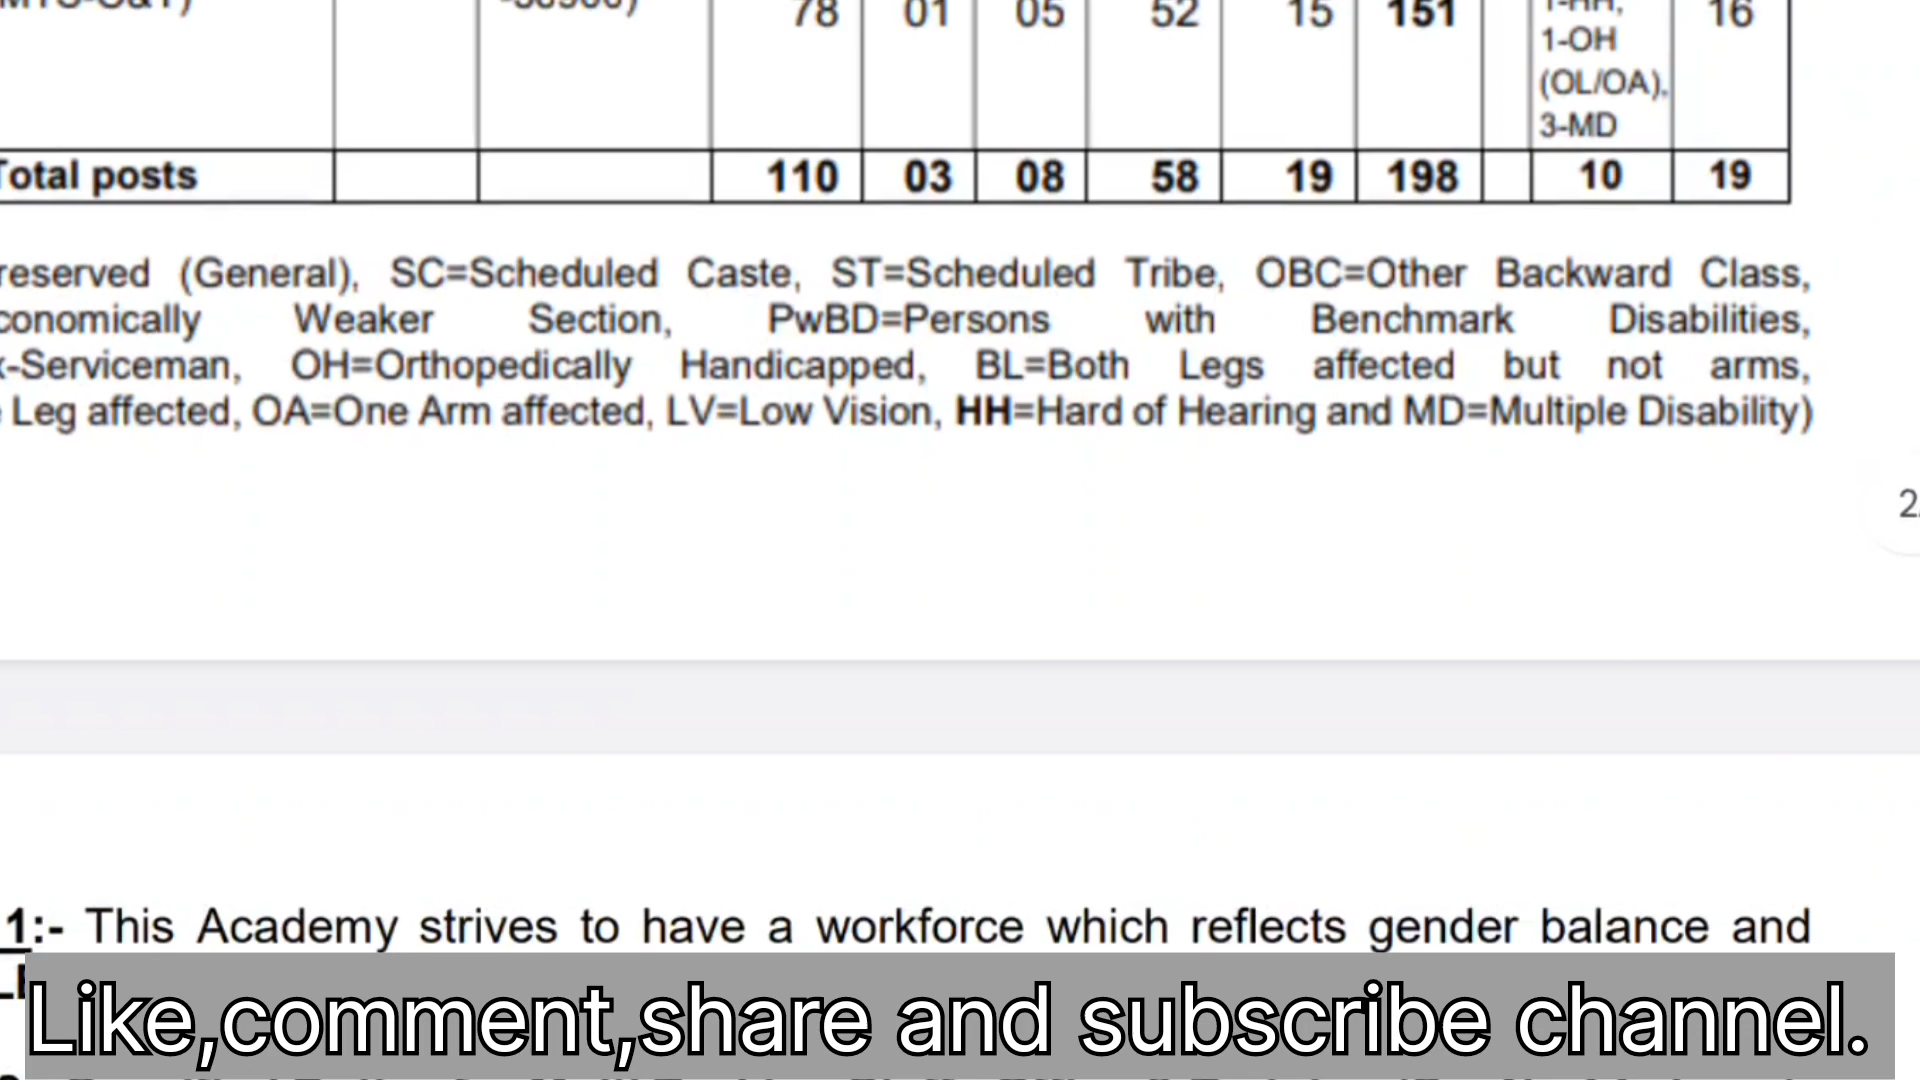 78 01 05 52 15 151 16
1-OH
(OL/OA),
3-MD
Total posts 110 03 08 58 19 198 10 19
reserved (General), SC=Scheduled Caste, ST=Scheduled Tribe, OBC=Other Backward Class,
conomically Weaker Section, PwBD=Persons with Benchmark Disabilities,
x-Serviceman, OH=Orthopedically Handicapped, BL=Both Legs affected but not arms,
Leg affected, OA=One Arm affected, LV=Low Vision, HH=Hard of Hearing and MD=Multiple Disability)
2
1:- This Academy strives to have a workforce which reflects gender balance and
Like,comment,share and subscribe channel.